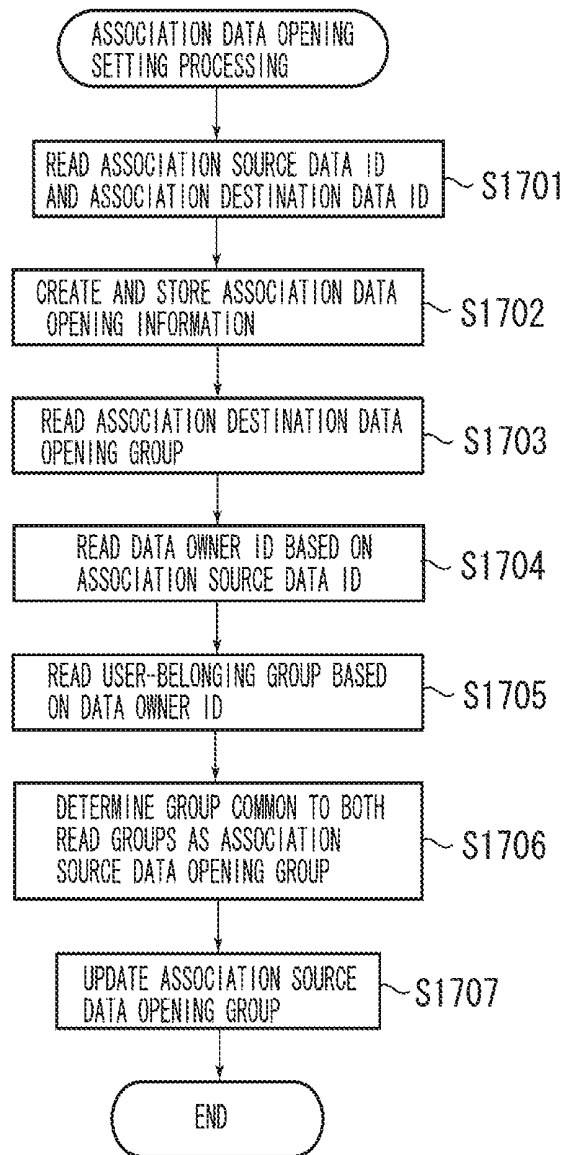 ASSOCIATION DATA OPENING
SETTING PROCESSING
READ ASSOCIATION SOURCE DATA ID
AND ASSOCIATION DESTINATION DATA ID
S1701
CREATE AND STORE ASSOCIATION DATA
OPENING INFORMATION
S1702
READ ASSOCIATION DESTINATION DATA
OPENING GROUP
S1703
READ DATA OWNER ID BASED ON
ASSOCIATION SOURCE DATA ID
S1704
READ USER-BELONGING GROUP BASED
ON DATA OWNER ID
S1705
DETERMINE GROUP COMMON TO BOTH
READ GROUPS AS ASSOCIATION
SOURCE DATA OPENING GROUP
S1706
UPDATE ASSOCIATION SOURCE
DATA OPENING GROUP
S1707
END